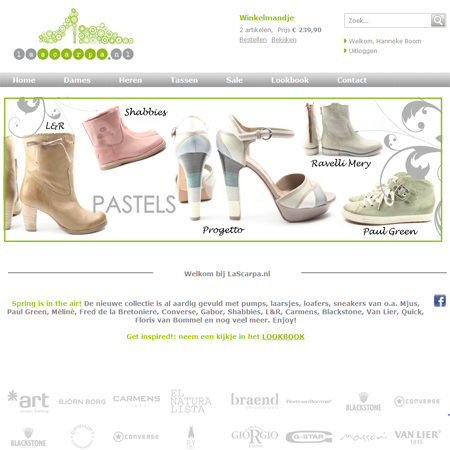 Winkelmandje
2 artikelen, Prijs € 239,90
Bestellen Bekijken
Zoek...
Welkom, Hanneke Boom
Uitloggen
lascarpa.nl
Home Dames Heren Tassen Sale Lookbook Contact
L&R
Shabbies
Ravelli Mery
PASTELS
Progetto
Paul Green
Welkom bij LaScarpa.nl
Spring is in the air! De nieuwe collectie is al aardig gevuld met pumps, laarsjes, loafers, sneakers van o.a. Mjus,
Paul Green, Méliné, Fred de la Bretoniere, Converse, Gabor, Shabbies, L&R, Carmens, Blackstone, Van Lier, Quick,
Floris van Bommel en nog veel meer. Enjoy!
Get inspired!: neem een kijkje in het LOOKBOOK
*art BJÖRN BORG CARMENS EL NATURALISTA braend BLACKSTONE CONVERSE
BLACKSTONE CONVERSE FLY GIORGIO G-STAR VAN LIER
1815